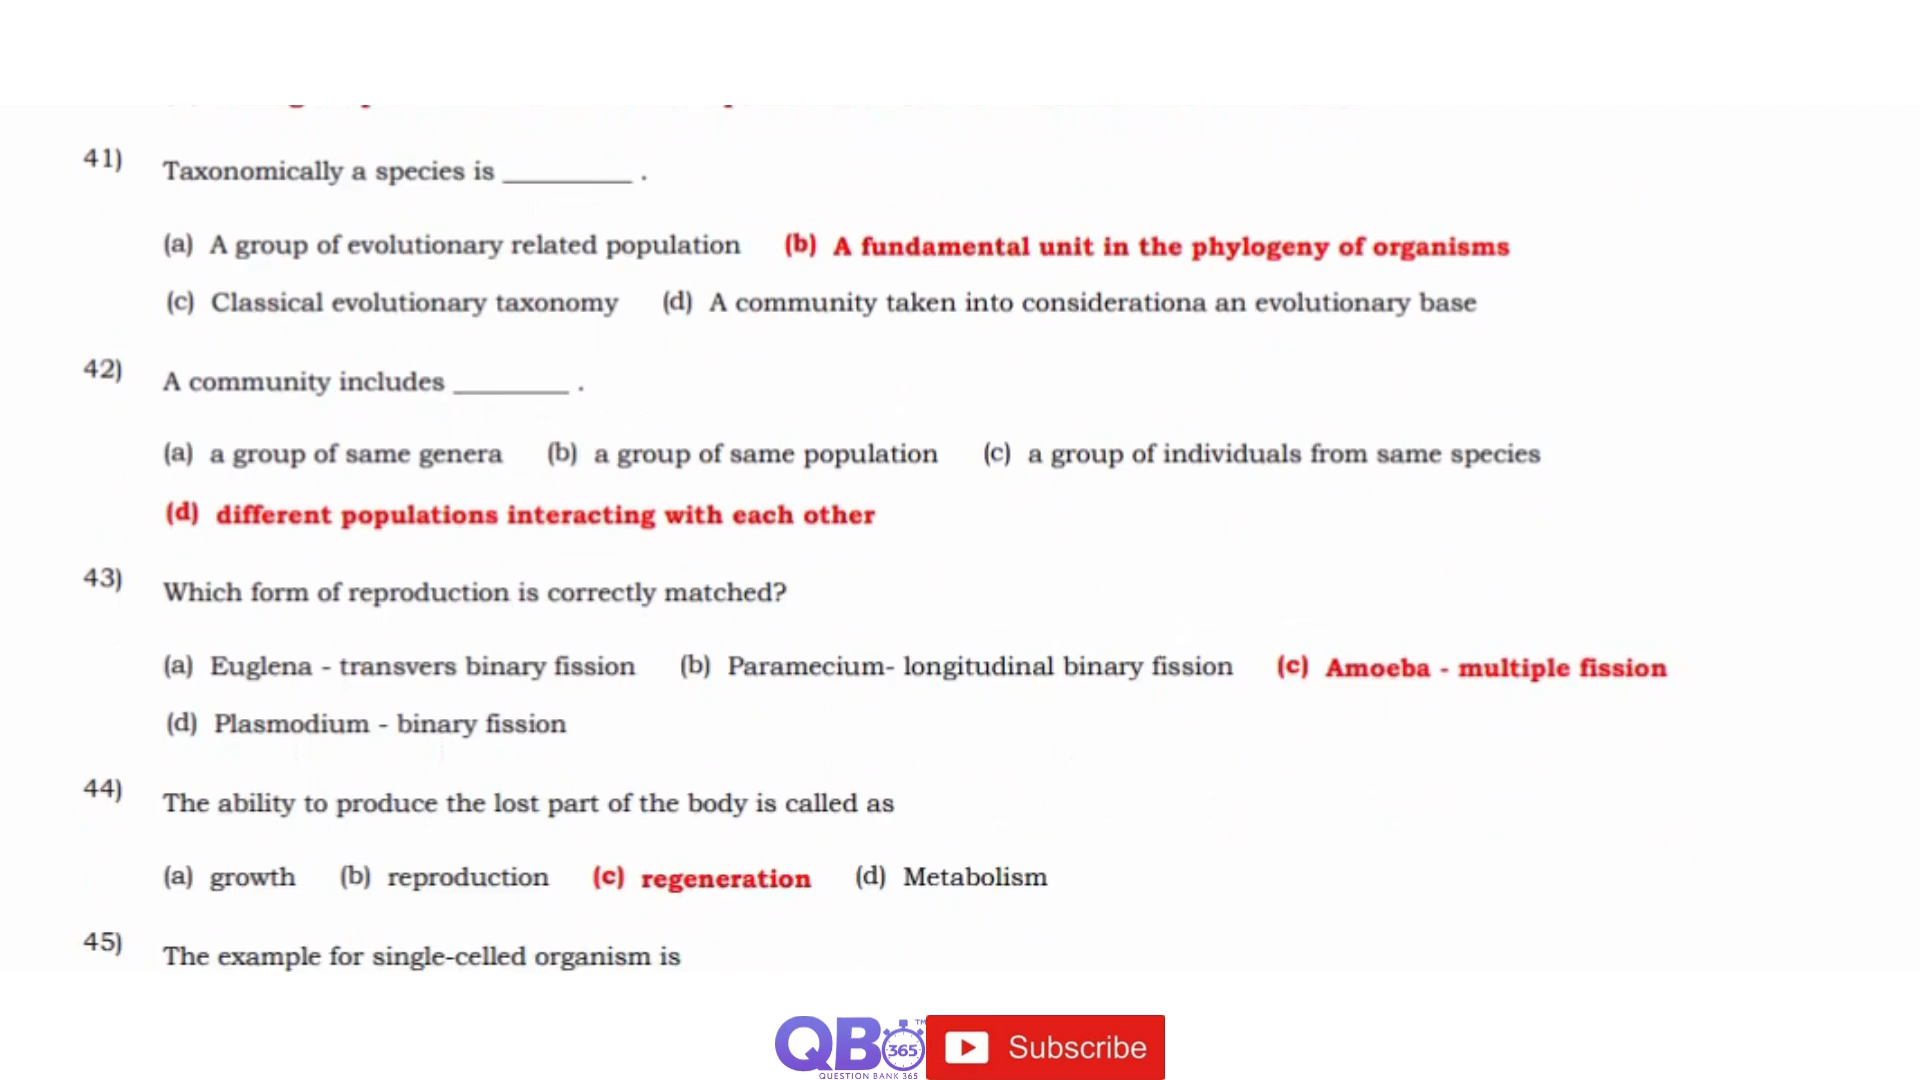 41) Taxonomically a species is _________ .
(a) A group of evolutionary related population (b) A fundamental unit in the phylogeny of organisms
(c) Classical evolutionary taxonomy (d) A community taken into considerationa an evolutionary base
42) A community includes ________ .
(a) a group of same genera (b) a group of same population (c) a group of individuals from same species
(d) different populations interacting with each other
43) Which form of reproduction is correctly matched?
(a) Euglena - transvers binary fission (b) Paramecium- longitudinal binary fission (c) Amoeba - multiple fission
(d) Plasmodium - binary fission
44) The ability to produce the lost part of the body is called as
(a) growth (b) reproduction (c) regeneration (d) Metabolism
45) The example for single-celled organism is
QB 365 ™
QUESTION BANK 365
Subscribe